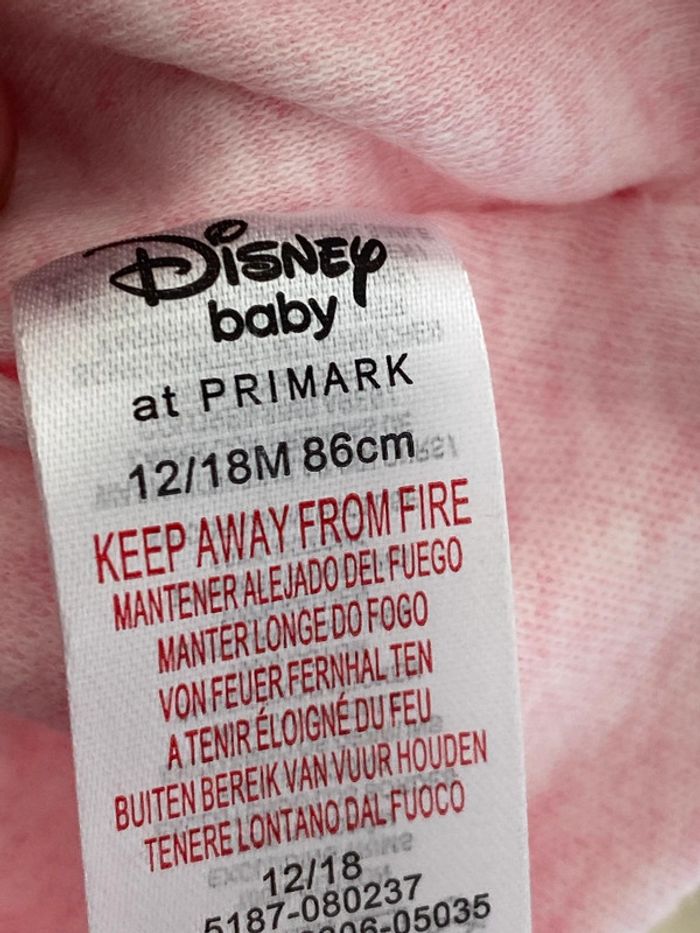 Disney
baby
at PRIMARK
12/18M 86cm
KEEP AWAY FROM FIRE
MANTENER ALEJADO DEL FUEGO
MANTER LONGE DO FOGO
VON FEUER FERNHALTEN
A TENIR ÉLOIGNÉ DU FEU
BUITEN BEREIK VAN VUUR HOUDEN
TENERE LONTANO DAL FUOCO
12/18
5187-080237